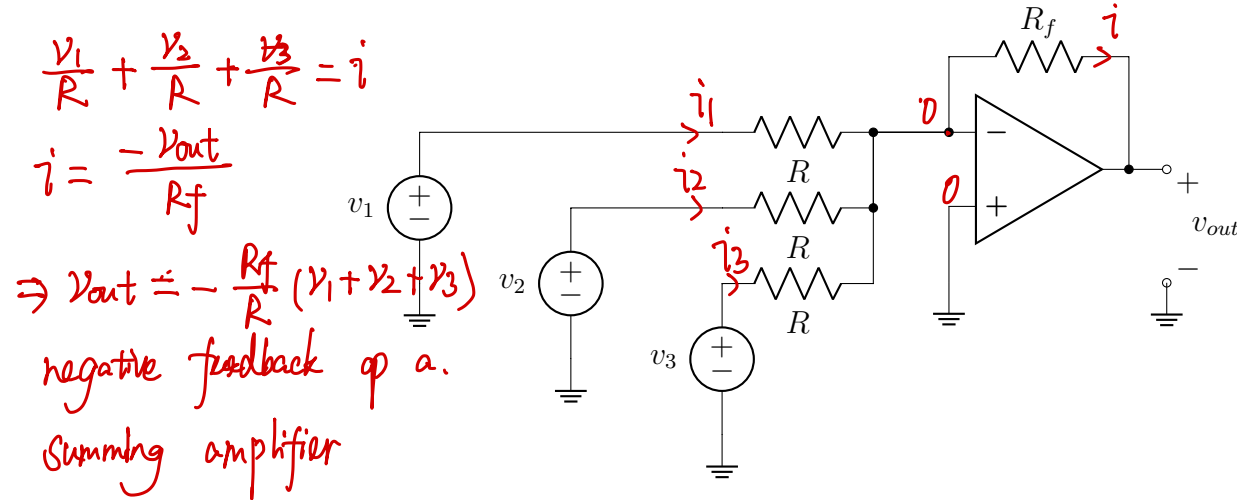 v1/R + v2/R + v3/R = i
i = -vout/Rf
⇒ vout = - Rf/R (v1 + v2 + v3)
negative feedback op a.
summing amplifier
Rf
i
i1
0
−
R
i2
0
+
v1
+
−
R
i3
v2
+
−
R
v3
+
−
+
vout
−